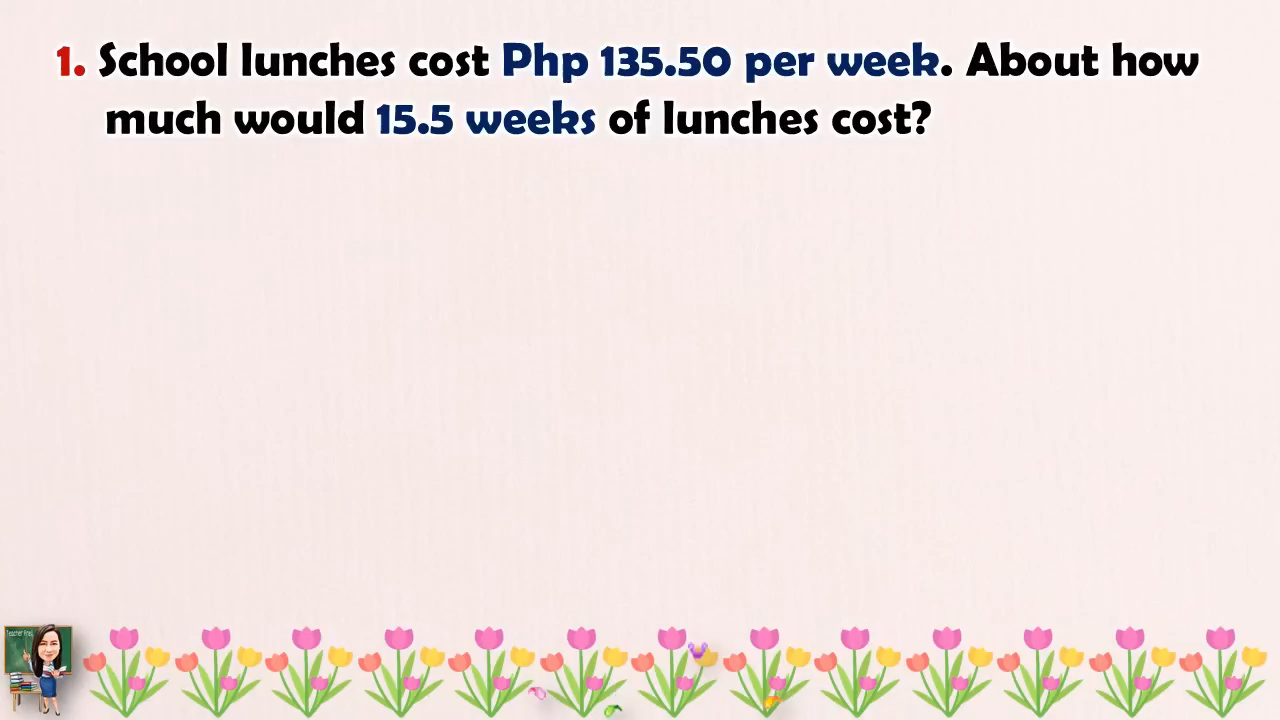 1. School lunches cost Php 135.50 per week. About how
much would 15.5 weeks of lunches cost?